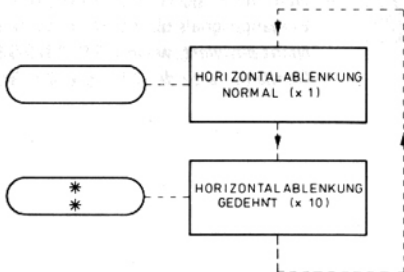 HORIZONTALABLENKUNG
NORMAL (x 1)
*
*
HORIZONTALABLENKUNG
GEDEHNT (x 10)